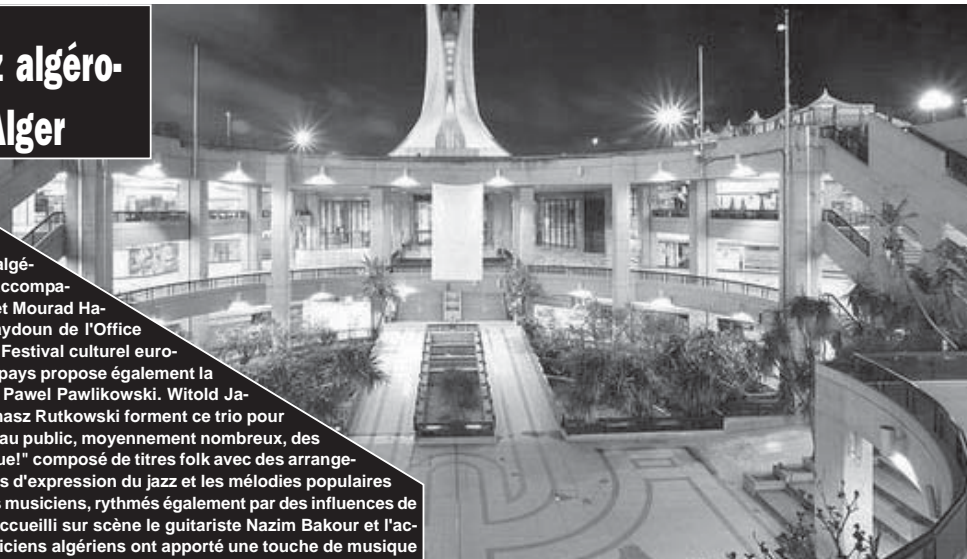 z algéro-
Alger
algé-
accompa-
et Mourad Ha-
aydoun de l'Office
Festival culturel euro-
pays propose également la
Pawel Pawlikowski. Witold Ja-
masz Rutkowski forment ce trio pour
au public, moyennement nombreux, des
ue!" composé de titres folk avec des arrange-
s d'expression du jazz et les mélodies populaires
s musiciens, rythmés également par des influences de
accueilli sur scène le guitariste Nazim Bakour et l'ac-
iciens algériens ont apporté une touche de musique